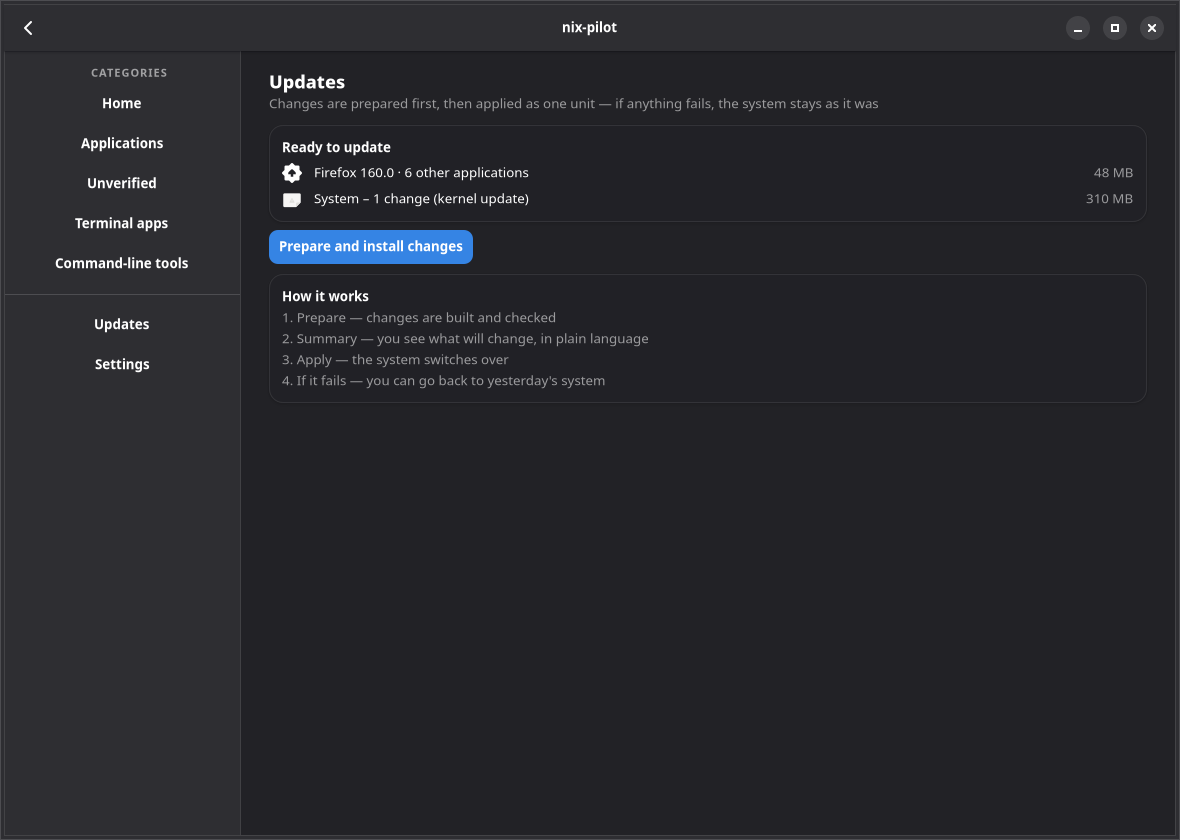 nix-pilot
CATEGORIES
Home
Applications
Unverified
Terminal apps
Command-line tools
Updates
Settings
Updates
Changes are prepared first, then applied as one unit — if anything fails, the system stays as it was
Ready to update
Firefox 160.0 · 6 other applications 48 MB
System – 1 change (kernel update) 310 MB
Prepare and install changes
How it works
1. Prepare — changes are built and checked
2. Summary — you see what will change, in plain language
3. Apply — the system switches over
4. If it fails — you can go back to yesterday's system